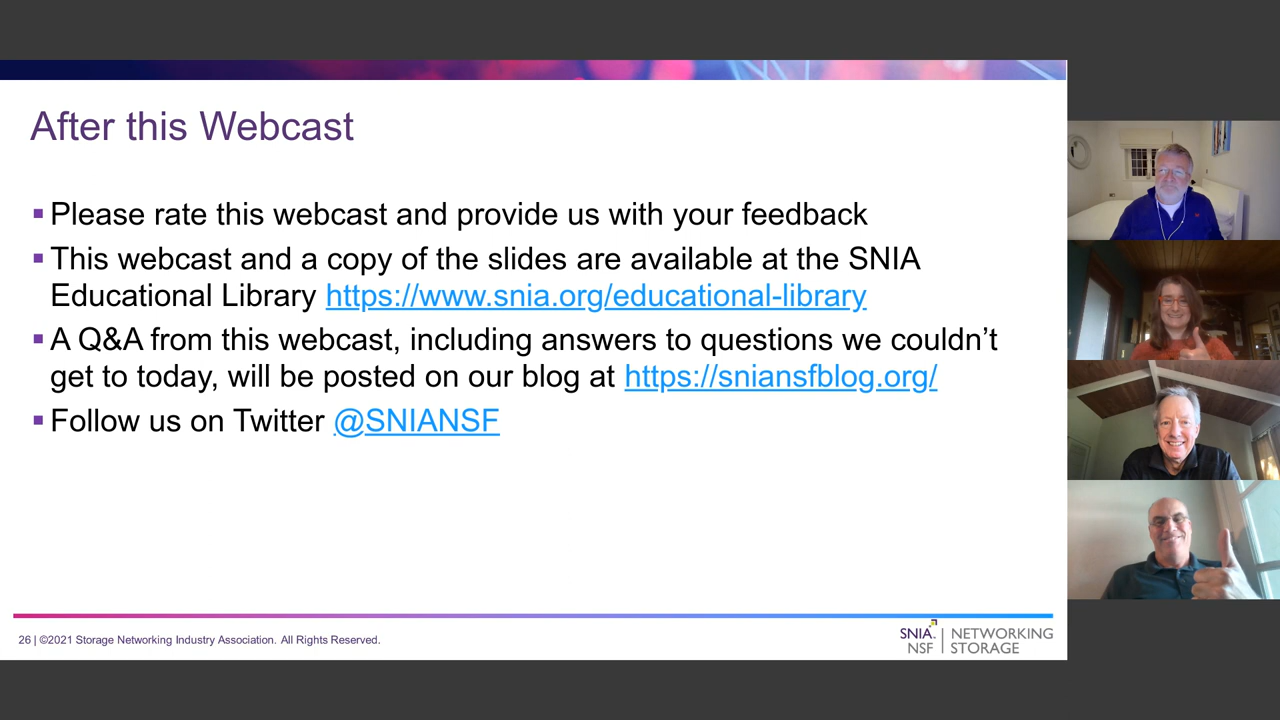 After this Webcast
▪ Please rate this webcast and provide us with your feedback
▪ This webcast and a copy of the slides are available at the SNIA
Educational Library https://www.snia.org/educational-library
▪ A Q&A from this webcast, including answers to questions we couldn’t
get to today, will be posted on our blog at https://sniansfblog.org/
▪ Follow us on Twitter @SNIANSF
26 | ©2021 Storage Networking Industry Association. All Rights Reserved.
SNIA. | NETWORKING
NSF | STORAGE